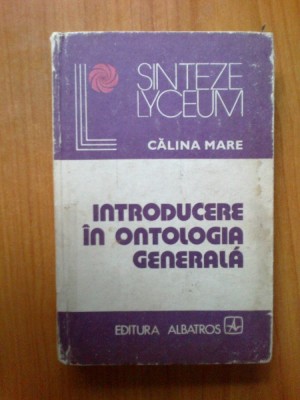 SINTEZE
LYCEUM
CĂLINA MARE
INTRODUCERE
ÎN ONTOLOGIA
GENERALĂ
EDITURA ALBATROS